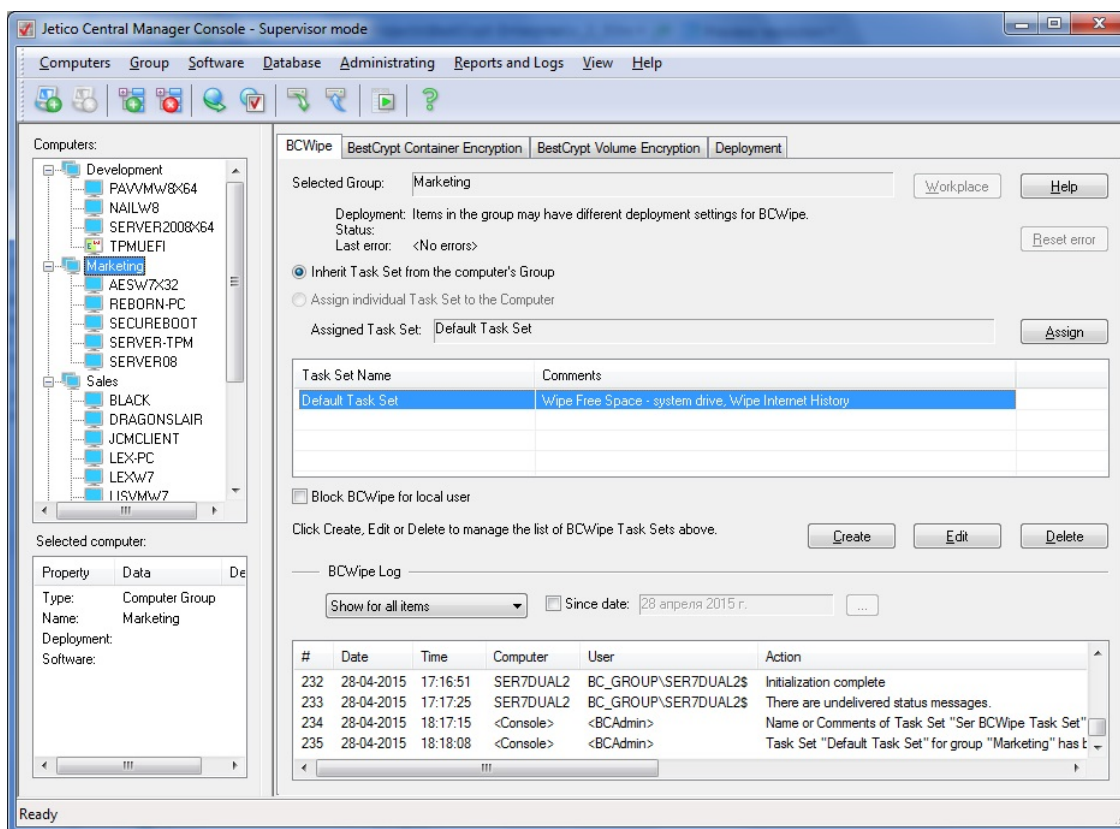 Jetico Central Manager Console - Supervisor mode
Computers Group Software Database Administrating Reports and Logs View Help
Computers:
Development
PAVVMW8X64
NAILW8
SERVER2008X64
TPMUEFI
Marketing
AESW7X32
REBORN-PC
SECUREBOOT
SERVER-TPM
SERVER08
Sales
BLACK
DRAGONSLAIR
JCMCLIENT
LEX-PC
LEXW7
Selected computer:
Property Data De
Type: Computer Group
Name: Marketing
Deployment:
Software:
BCWipe BestCrypt Container Encryption BestCrypt Volume Encryption Deployment
Selected Group: Marketing Workplace Help
Deployment: Items in the group may have different deployment settings for BCWipe.
Status:
Last error: <No errors> Reset error
Inherit Task Set from the computer's Group
Assign individual Task Set to the Computer
Assigned Task Set: Default Task Set Assign
Task Set Name Comments
Default Task Set Wipe Free Space - system drive, Wipe Internet History
Block BCWipe for local user
Click Create, Edit or Delete to manage the list of BCWipe Task Sets above. Create Edit Delete
BCWipe Log
Show for all items Since date: 28 апреля 2015 г. ...
# Date Time Computer User Action
232 28-04-2015 17:16:51 SER7DUAL2 BC_GROUP\SER7DUAL2$ Initialization complete
233 28-04-2015 17:17:25 SER7DUAL2 BC_GROUP\SER7DUAL2$ There are undelivered status messages.
234 28-04-2015 18:17:15 <Console> <BCAdmin> Name or Comments of Task Set "Ser BCWipe Task Set"
235 28-04-2015 18:18:08 <Console> <BCAdmin> Task Set "Default Task Set" for group "Marketing" has b
Ready